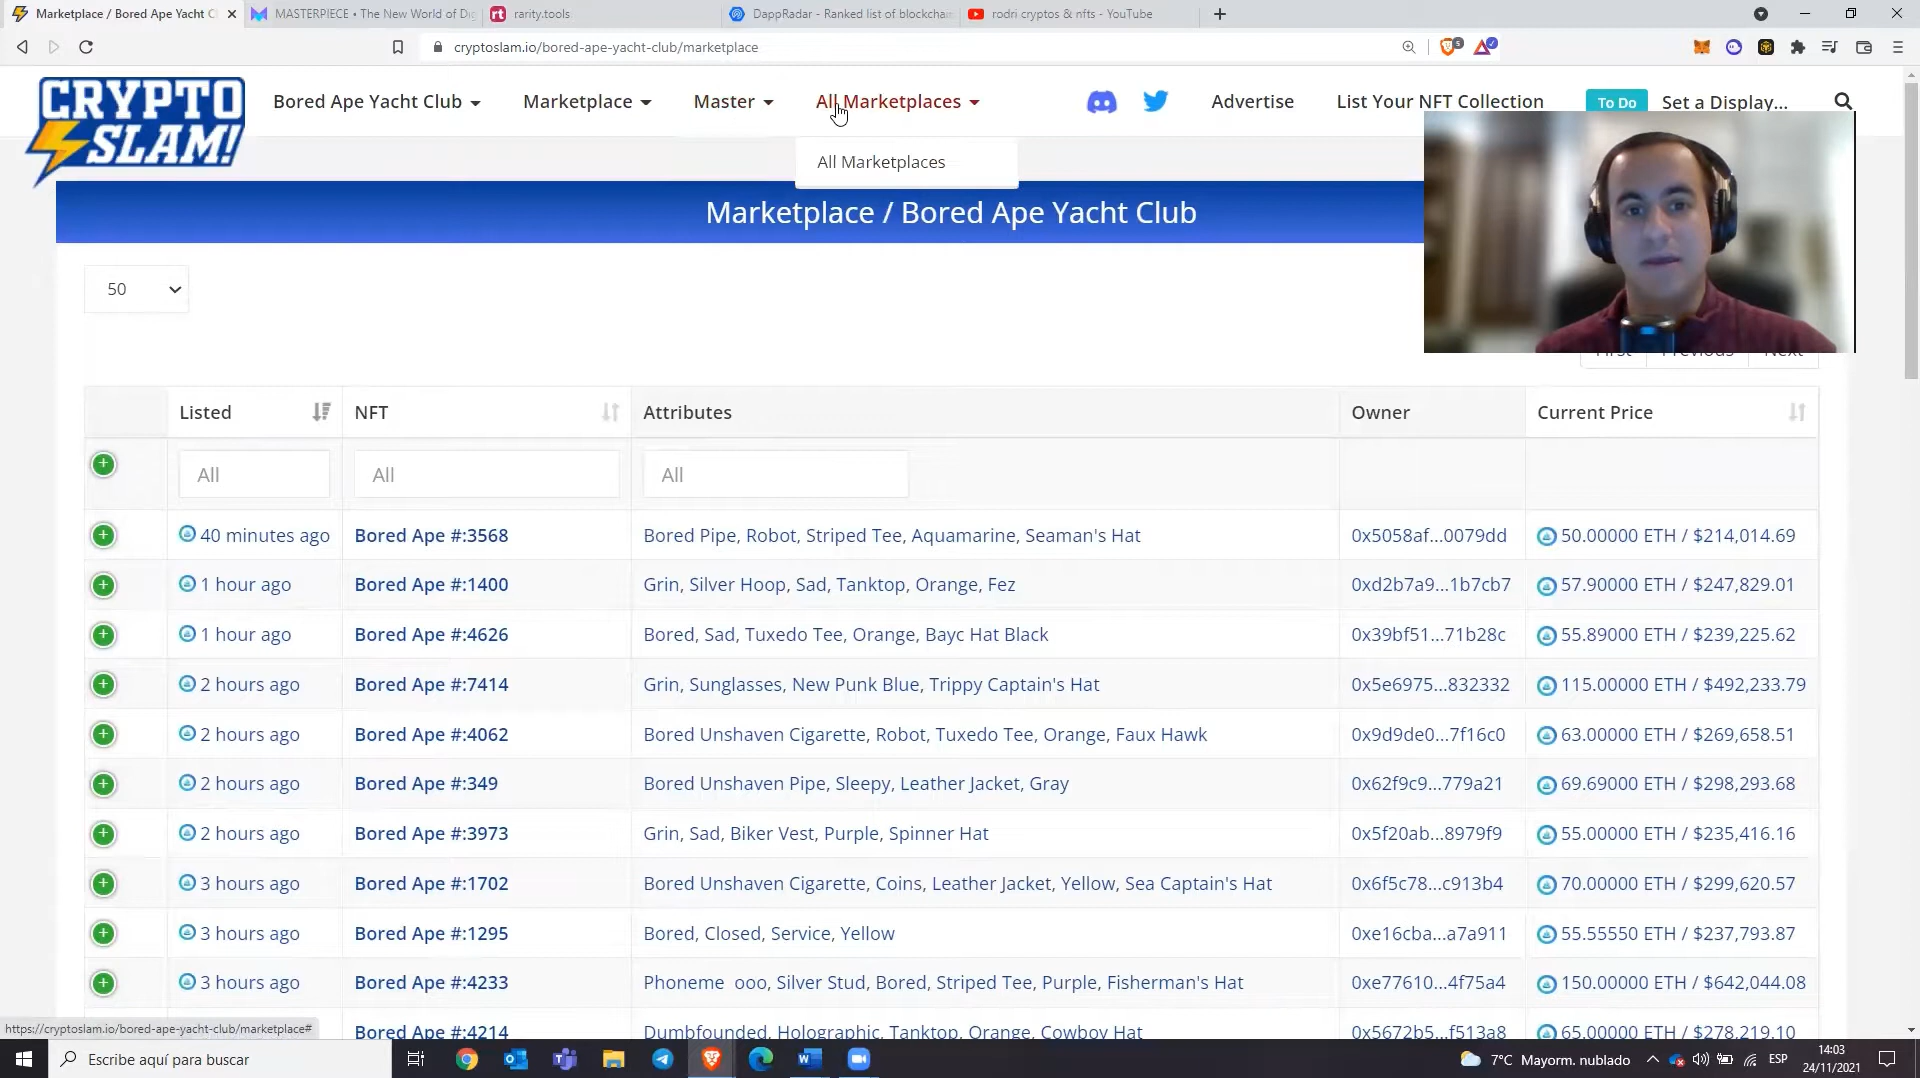 Marketplace / Bored Ape Yacht C
MASTERPIECE • The New World of Dig
rarity.tools
DappRadar - Ranked list of blockchain
rodri cryptos & nfts - YouTube
cryptoslam.io/bored-ape-yacht-club/marketplace
CRYPTO SLAM!
Bored Ape Yacht Club Marketplace Master All Marketplaces Advertise List Your NFT Collection To Do Set a Display...
All Marketplaces
Marketplace / Bored Ape Yacht Club
50
First Previous Next
Listed NFT Attributes Owner Current Price
All All All
40 minutes ago Bored Ape #:3568 Bored Pipe, Robot, Striped Tee, Aquamarine, Seaman's Hat 0x5058af...0079dd 50.00000 ETH / $214,014.69
1 hour ago Bored Ape #:1400 Grin, Silver Hoop, Sad, Tanktop, Orange, Fez 0xd2b7a9...1b7cb7 57.90000 ETH / $247,829.01
1 hour ago Bored Ape #:4626 Bored, Sad, Tuxedo Tee, Orange, Bayc Hat Black 0x39bf51...71b28c 55.89000 ETH / $239,225.62
2 hours ago Bored Ape #:7414 Grin, Sunglasses, New Punk Blue, Trippy Captain's Hat 0x5e6975...832332 115.00000 ETH / $492,233.79
2 hours ago Bored Ape #:4062 Bored Unshaven Cigarette, Robot, Tuxedo Tee, Orange, Faux Hawk 0x9d9de0...7f16c0 63.00000 ETH / $269,658.51
2 hours ago Bored Ape #:349 Bored Unshaven Pipe, Sleepy, Leather Jacket, Gray 0x62f9c9...779a21 69.69000 ETH / $298,293.68
2 hours ago Bored Ape #:3973 Grin, Sad, Biker Vest, Purple, Spinner Hat 0x5f20ab...8979f9 55.00000 ETH / $235,416.16
3 hours ago Bored Ape #:1702 Bored Unshaven Cigarette, Coins, Leather Jacket, Yellow, Sea Captain's Hat 0x6f5c78...c913b4 70.00000 ETH / $299,620.57
3 hours ago Bored Ape #:1295 Bored, Closed, Service, Yellow 0xe16cba...a7a911 55.55550 ETH / $237,793.87
3 hours ago Bored Ape #:4233 Phoneme ooo, Silver Stud, Bored, Striped Tee, Purple, Fisherman's Hat 0xe77610...4f75a4 150.00000 ETH / $642,044.08
Bored Ape #:4214 Dumbfounded, Holographic, Tanktop, Orange, Cowboy Hat 0x5672b5...f513a8 65.00000 ETH / $278,219.10
https://cryptoslam.io/bored-ape-yacht-club/marketplace#
Escribe aquí para buscar
7°C Mayorm. nublado
ESP
14:03
24/11/2021